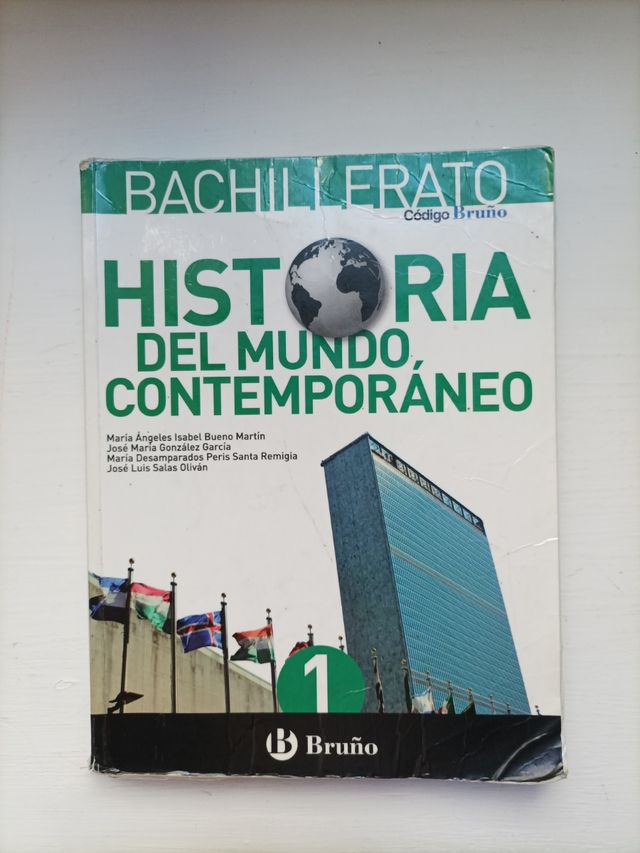 BACHILLERATO
Código Bruño
HISTORIA
DEL MUNDO
CONTEMPORÁNEO
María Ángeles Isabel Bueno Martín
José María González García
María Desamparados Peris Santa Remigia
José Luis Salas Oliván
1
B Bruño